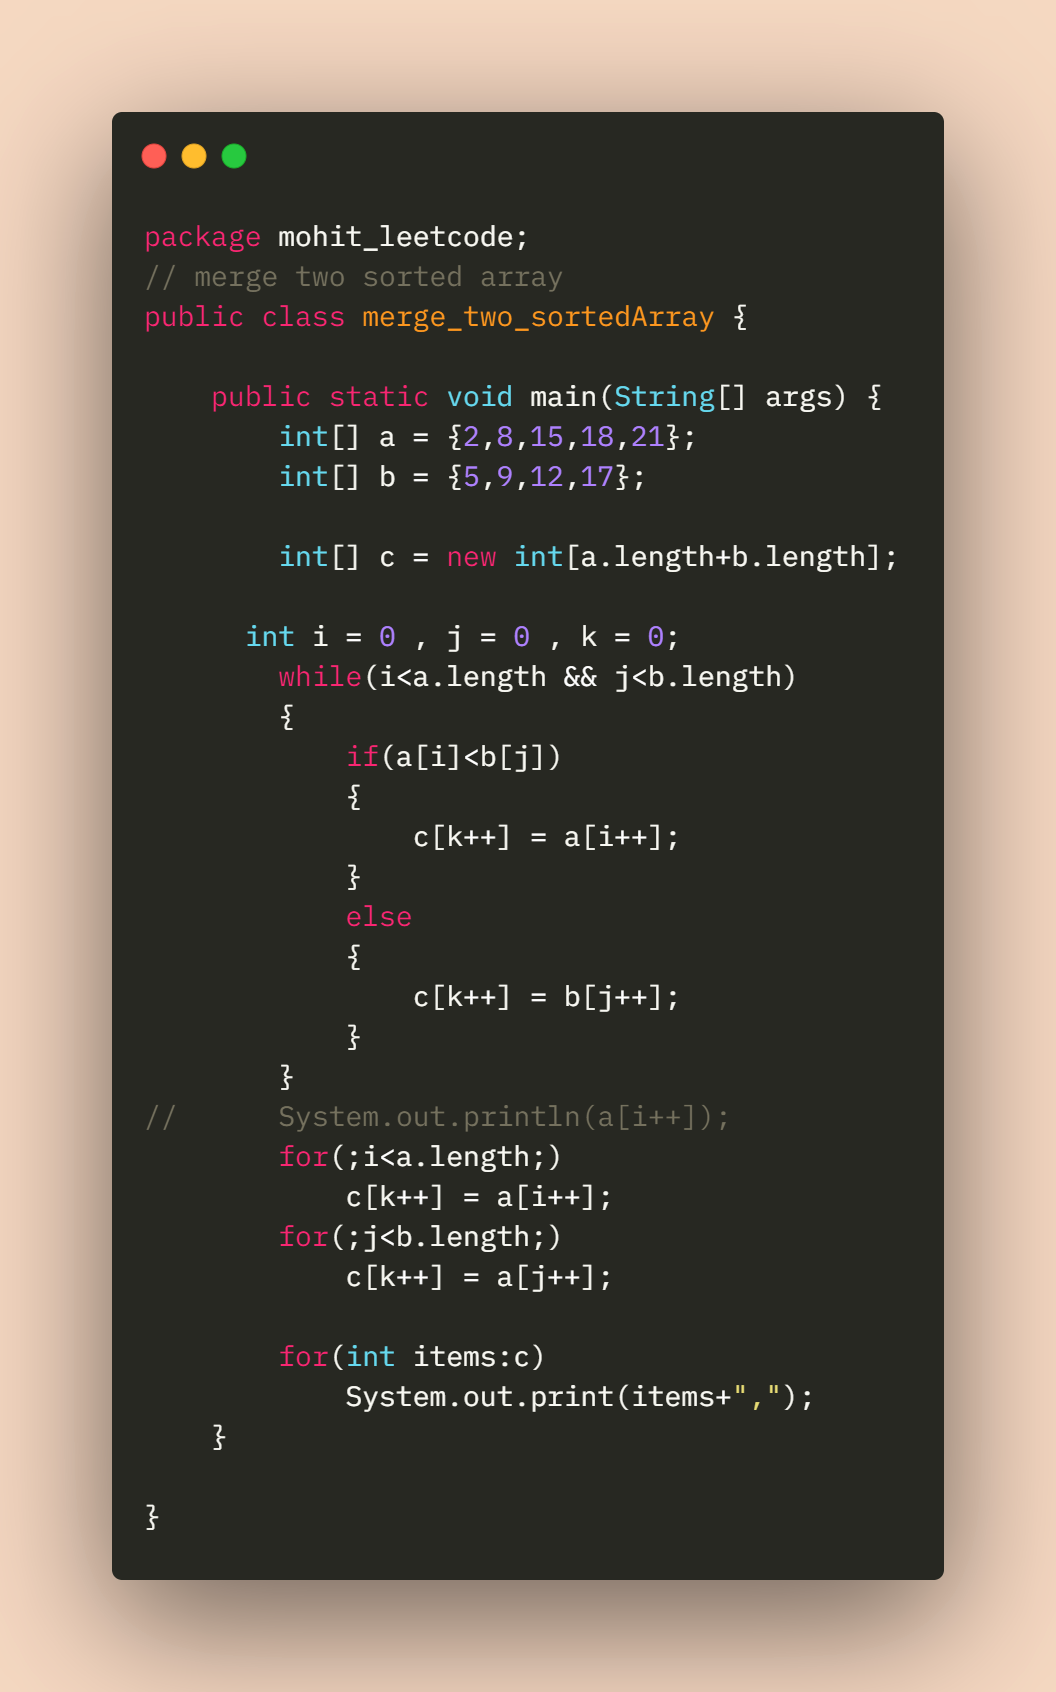 package mohit_leetcode;
// merge two sorted array
public class merge_two_sortedArray {

    public static void main(String[] args) {
        int[] a = {2,8,15,18,21};
        int[] b = {5,9,12,17};

        int[] c = new int[a.length+b.length];

      int i = 0 , j = 0 , k = 0;
        while(i<a.length && j<b.length)
        {
            if(a[i]<b[j])
            {
                c[k++] = a[i++];
            }
            else
            {
                c[k++] = b[j++];
            }
        }
//      System.out.println(a[i++]);
        for(;i<a.length;)
            c[k++] = a[i++];
        for(;j<b.length;)
            c[k++] = a[j++];

        for(int items:c)
            System.out.print(items+",");
    }

}